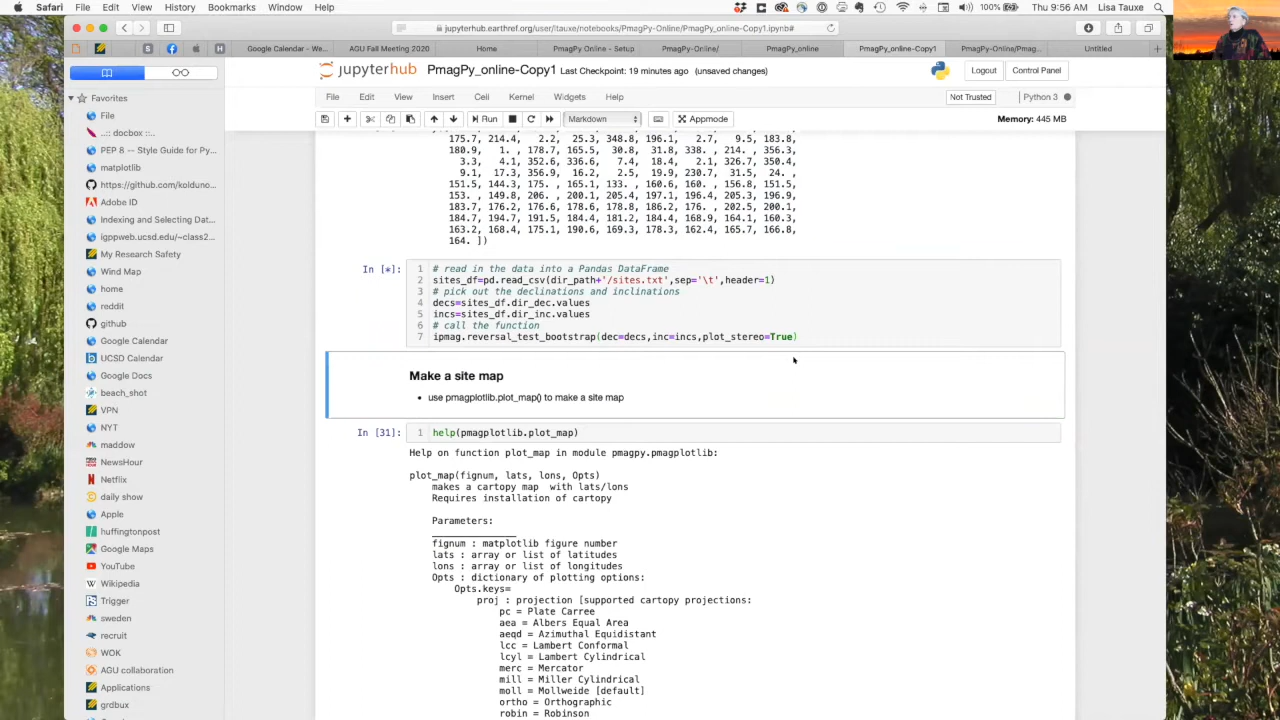 Safari File Edit View History Bookmarks Window Help
100% Thu 9:56 AM Lisa Tauxe
jupyterhub.earthref.org/user/ltauxe/notebooks/PmagPy-Online/PmagPy_online-Copy1.ipynb#
S H Google Calendar - We... AGU Fall Meeting 2020 Home PmagPy Online - Setup PmagPy-Online/ PmagPy_online PmagPy_online-Copy1 PmagPy-Online/Pmag... Untitled
Favorites
File
..:: docbox ::..
PEP 8 -- Style Guide for Py...
matplotlib
https://github.com/kolduno...
Adobe ID
Indexing and Selecting Dat...
igppweb.ucsd.edu/~class2...
My Research Safety
Wind Map
home
reddit
github
Google Calendar
UCSD Calendar
Google Docs
beach_shot
VPN
NYT
maddow
NewsHour
Netflix
daily show
Apple
huffingtonpost
Google Maps
YouTube
Wikipedia
Trigger
sweden
recruit
WOK
AGU collaboration
Applications
grdbux
jupyterhub PmagPy_online-Copy1 Last Checkpoint: 19 minutes ago (unsaved changes) Logout Control Panel
File Edit View Insert Cell Kernel Widgets Help Not Trusted Python 3
Run Markdown Appmode Memory: 445 MB
175.7, 214.4, 2.2, 25.3, 348.8, 196.1, 2.7, 9.5, 183.8,
180.9, 1. , 178.7, 165.5, 30.8, 31.8, 338. , 214. , 356.3,
3.3, 4.1, 352.6, 336.6, 7.4, 18.4, 2.1, 326.7, 350.4,
9.1, 17.3, 356.9, 16.2, 2.5, 19.9, 230.7, 31.5, 24. ,
151.5, 144.3, 175. , 165.1, 133. , 160.6, 160. , 156.8, 151.5,
153. , 149.8, 206. , 200.1, 205.4, 197.1, 196.4, 205.3, 196.9,
183.7, 176.2, 176.6, 178.6, 178.8, 186.2, 176. , 202.5, 200.1,
184.7, 194.7, 191.5, 184.4, 181.2, 184.4, 168.9, 164.1, 160.3,
163.2, 168.4, 175.1, 190.6, 169.3, 178.3, 162.4, 165.7, 166.8,
164. ])
In [*]: 1 # read in the data into a Pandas DataFrame
2 sites_df=pd.read_csv(dir_path+'/sites.txt',sep='\t',header=1)
3 # pick out the declinations and inclinations
4 decs=sites_df.dir_dec.values
5 incs=sites_df.dir_inc.values
6 # call the function
7 ipmag.reversal_test_bootstrap(dec=decs,inc=incs,plot_stereo=True)
Make a site map
• use pmagplotlib.plot_map() to make a site map
In [31]: 1 help(pmagplotlib.plot_map)
Help on function plot_map in module pmagpy.pmagplotlib:
plot_map(fignum, lats, lons, Opts)
makes a cartopy map with lats/lons
Requires installation of cartopy
Parameters:
_______________
fignum : matplotlib figure number
lats : array or list of latitudes
lons : array or list of longitudes
Opts : dictionary of plotting options:
Opts.keys=
proj : projection [supported cartopy projections:
pc = Plate Carree
aea = Albers Equal Area
aeqd = Azimuthal Equidistant
lcc = Lambert Conformal
lcyl = Lambert Cylindrical
merc = Mercator
mill = Miller Cylindrical
moll = Mollweide [default]
ortho = Orthographic
robin = Robinson